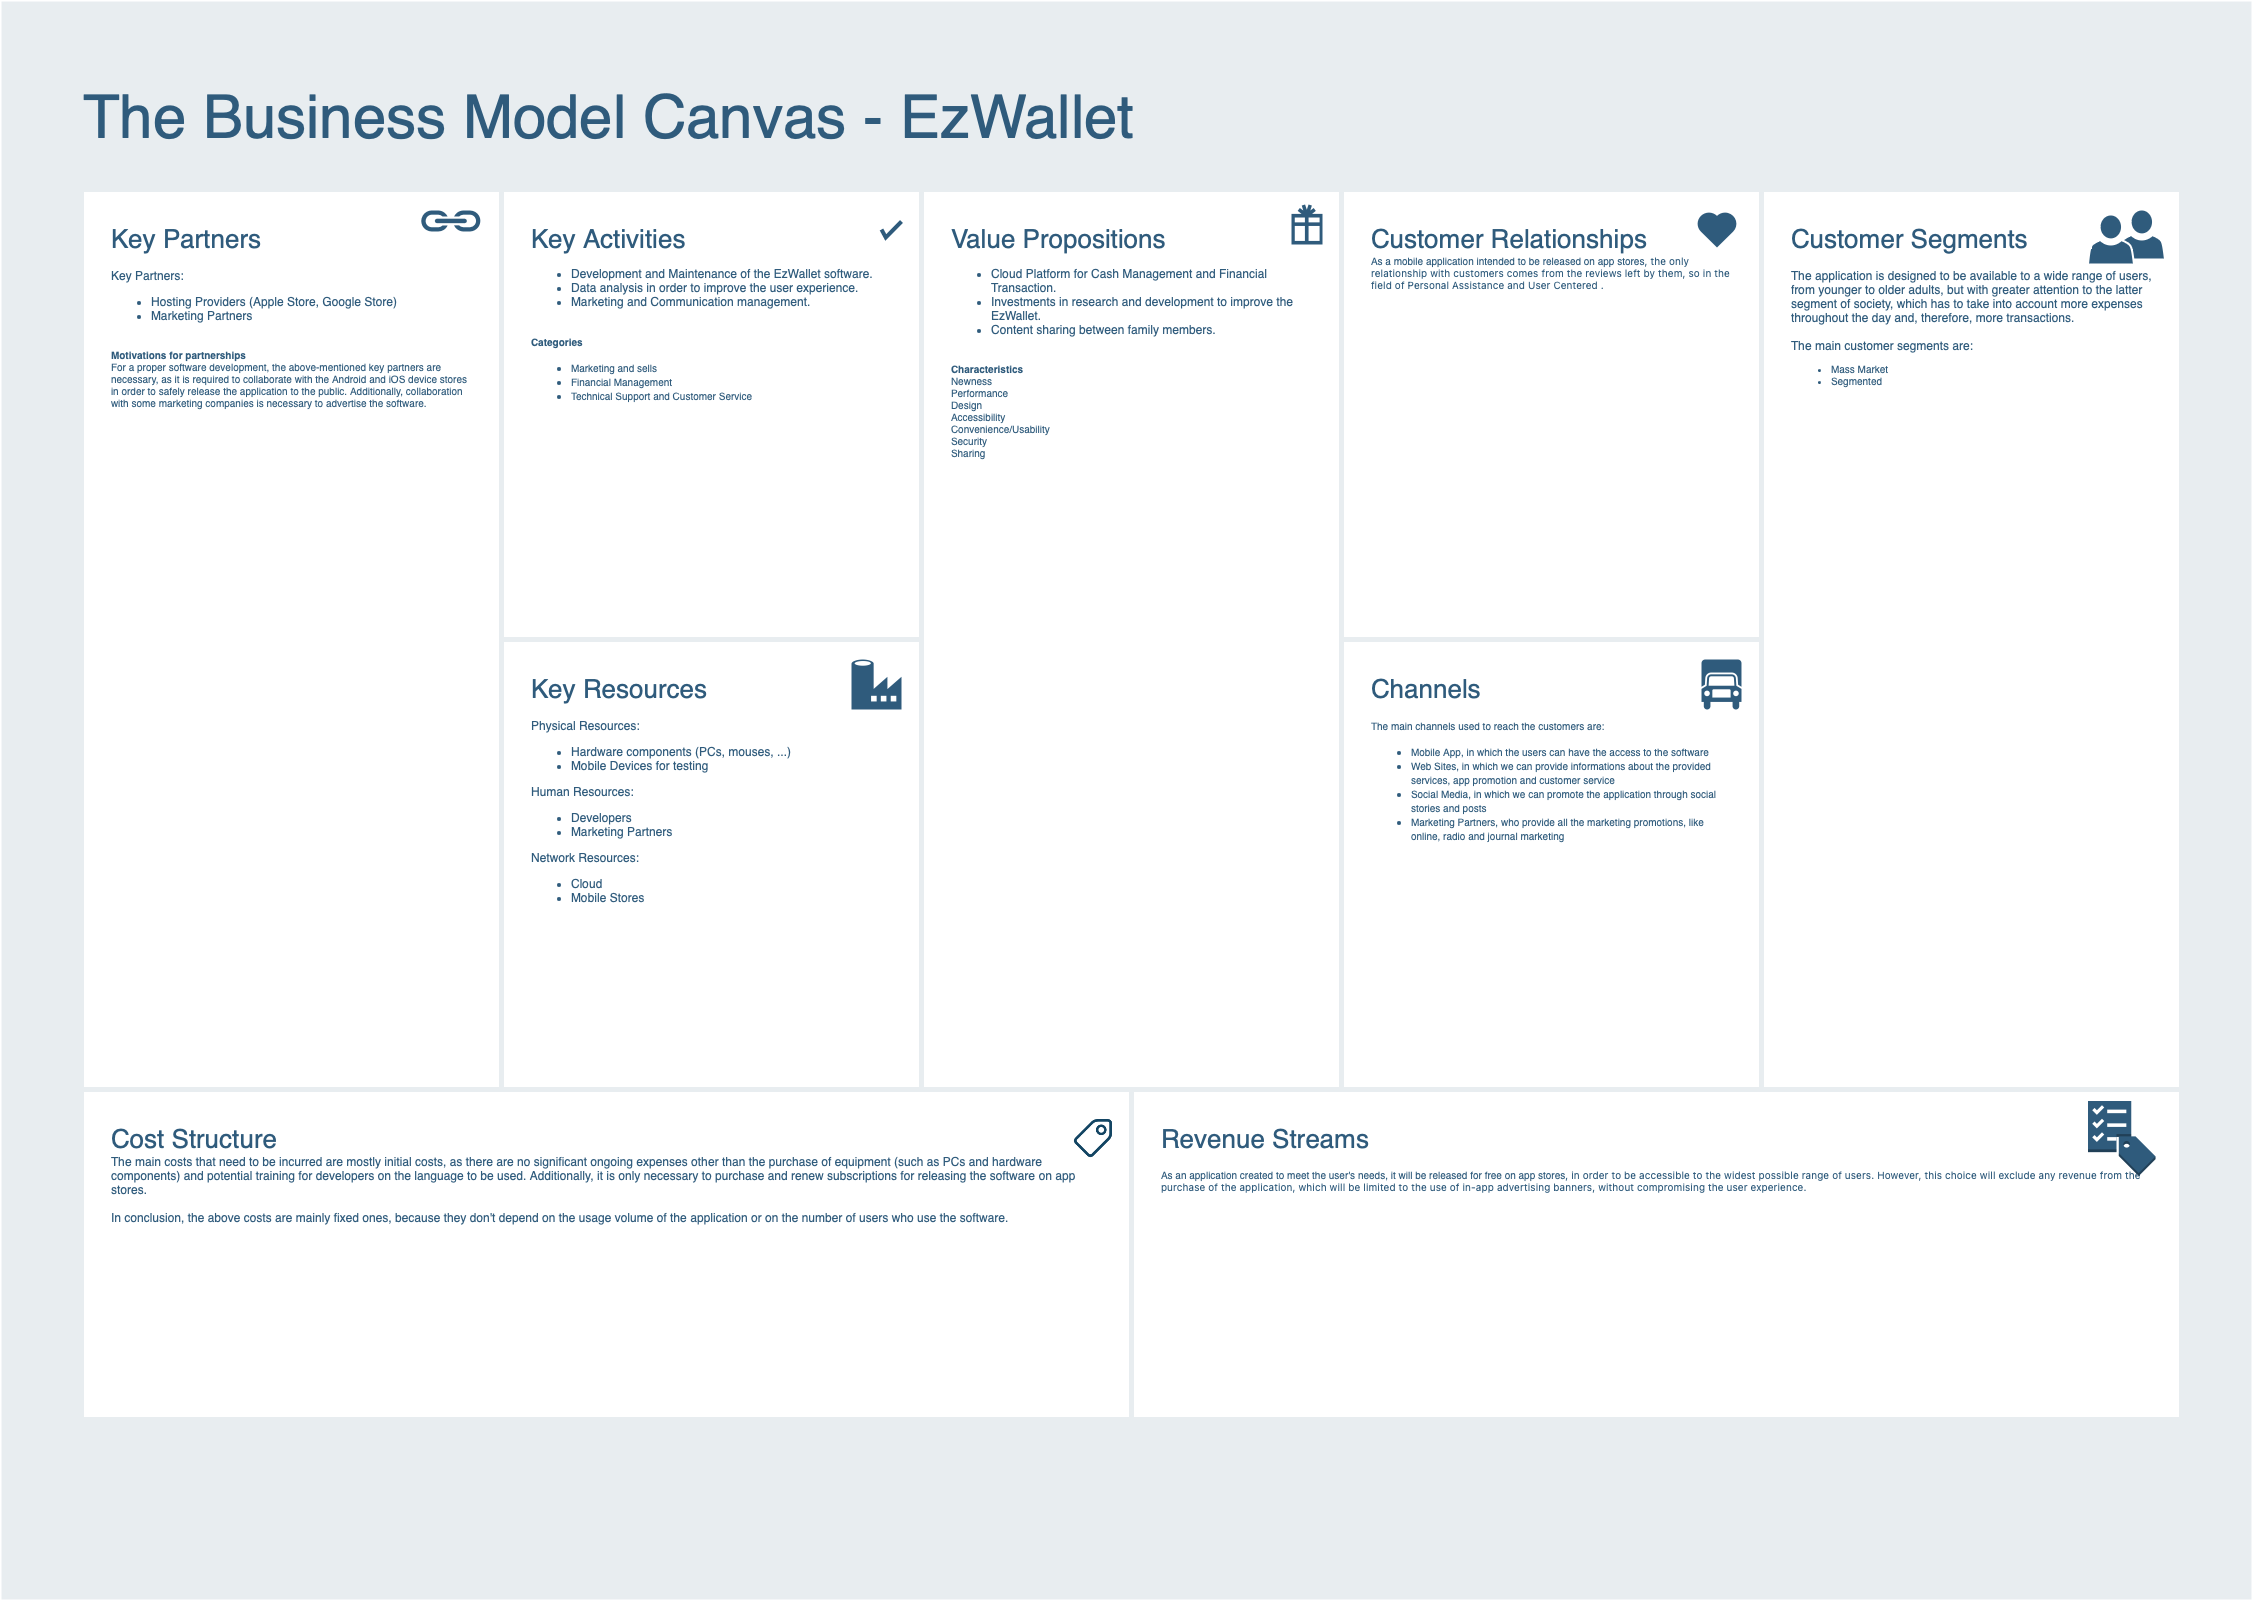 The Business Model Canvas - EzWallet
Key Partners
Key Partners:
Hosting Providers (Apple Store, Google Store)
Marketing Partners
Motivations for partnerships
For a proper software development, the above-mentioned key partners are
necessary, as it is required to collaborate with the Android and iOS device stores
in order to safely release the application to the public. Additionally, collaboration
with some marketing companies is necessary to advertise the software.
Key Activities
Development and Maintenance of the EzWallet software.
Data analysis in order to improve the user experience.
Marketing and Communication management.
Categories
Marketing and sells
Financial Management
Technical Support and Customer Service
Key Resources
Physical Resources:
Hardware components (PCs, mouses, ...)
Mobile Devices for testing
Human Resources:
Developers
Marketing Partners
Network Resources:
Cloud
Mobile Stores
Value Propositions
Cloud Platform for Cash Management and Financial
Transaction.
Investments in research and development to improve the
EzWallet.
Content sharing between family members.
Characteristics
Newness
Performance
Design
Accessibility
Convenience/Usability
Security
Sharing
Customer Relationships
As a mobile application intended to be released on app stores, the only
relationship with customers comes from the reviews left by them, so in the
field of Personal Assistance and User Centered .
Channels
The main channels used to reach the customers are:
Mobile App, in which the users can have the access to the software
Web Sites, in which we can provide informations about the provided
services, app promotion and customer service
Social Media, in which we can promote the application through social
stories and posts
Marketing Partners, who provide all the marketing promotions, like
online, radio and journal marketing
Customer Segments
The application is designed to be available to a wide range of users,
from younger to older adults, but with greater attention to the latter
segment of society, which has to take into account more expenses
throughout the day and, therefore, more transactions.
The main customer segments are:
Mass Market
Segmented
Cost Structure
The main costs that need to be incurred are mostly initial costs, as there are no significant ongoing expenses other than the purchase of equipment (such as PCs and hardware
components) and potential training for developers on the language to be used. Additionally, it is only necessary to purchase and renew subscriptions for releasing the software on app
stores.
In conclusion, the above costs are mainly fixed ones, because they don't depend on the usage volume of the application or on the number of users who use the software.
Revenue Streams
As an application created to meet the user's needs, it will be released for free on app stores, in order to be accessible to the widest possible range of users. However, this choice will exclude any revenue from the
purchase of the application, which will be limited to the use of in-app advertising banners, without compromising the user experience.